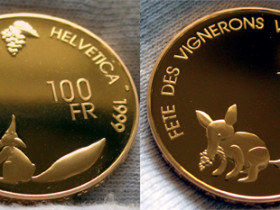 HELVETICA 1999
100
FR
FETE DES VIGNERONS